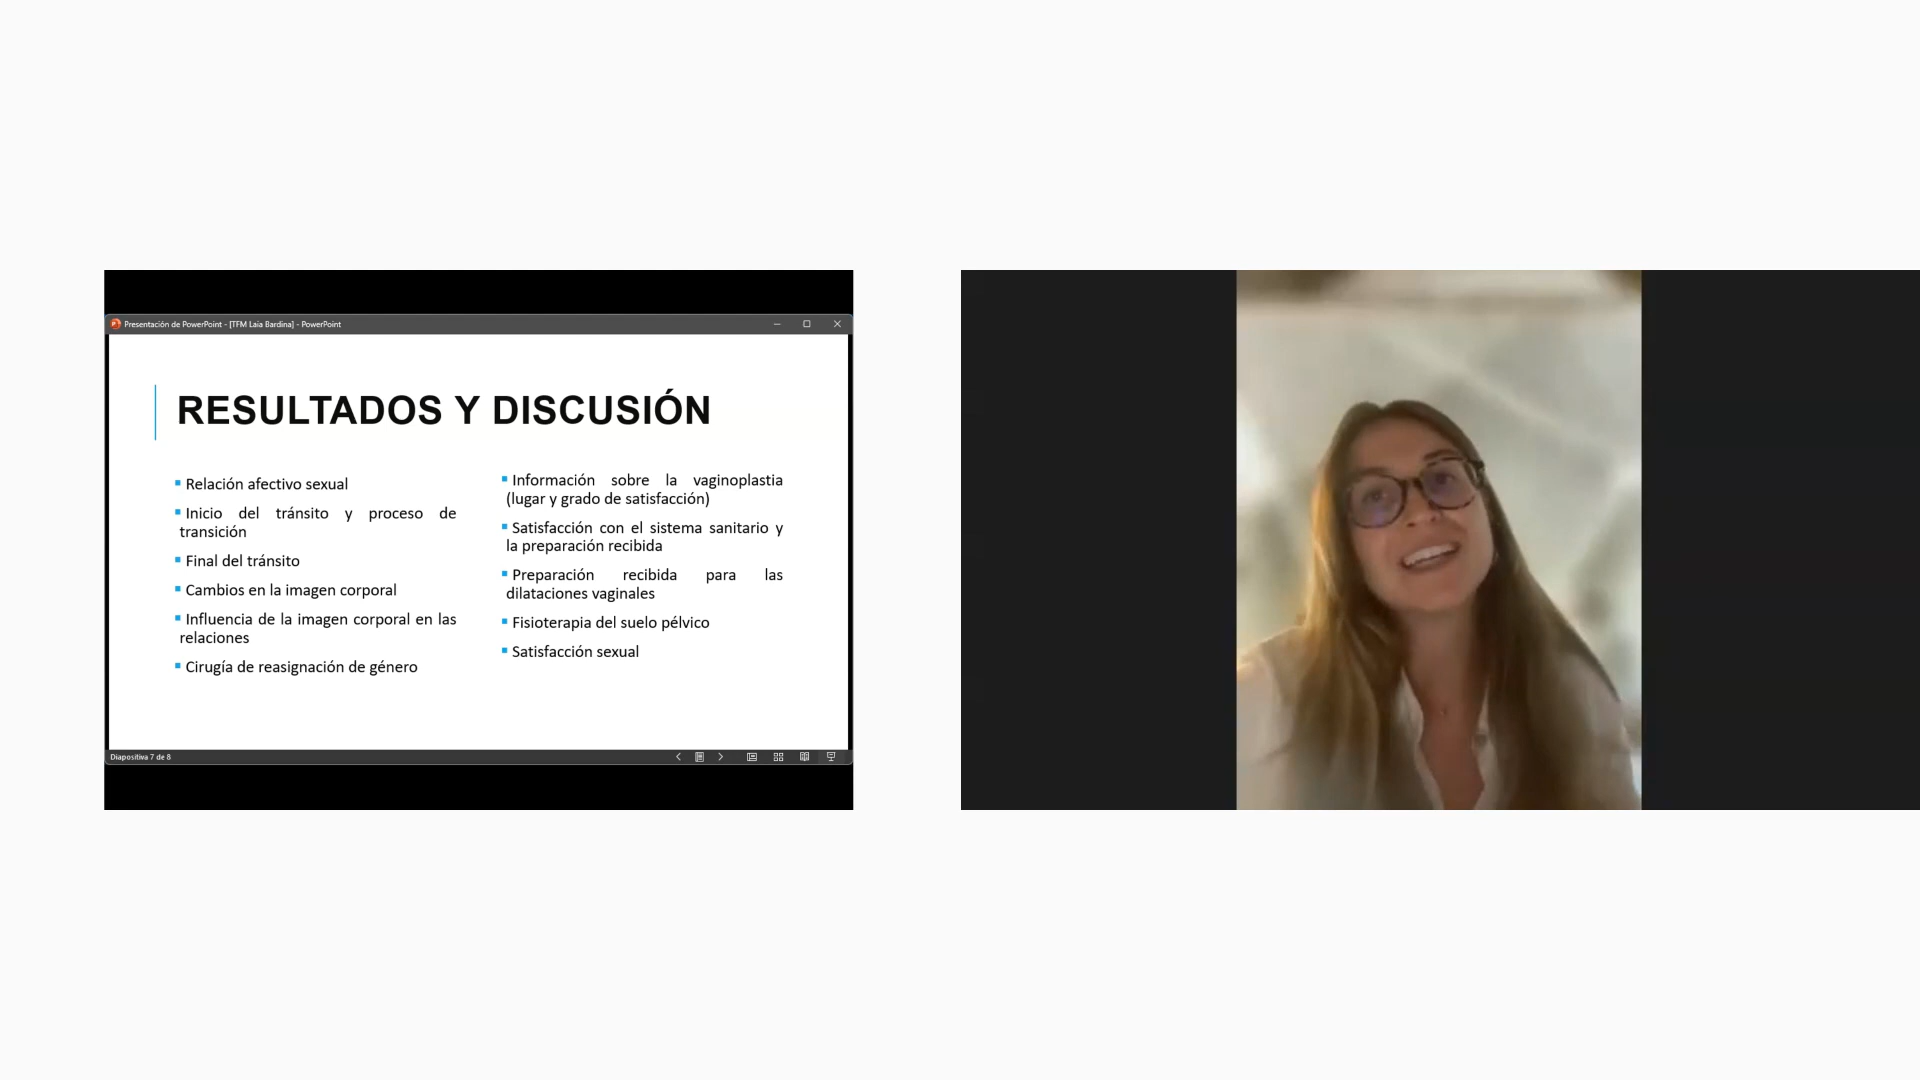 Presentación de PowerPoint - [TFM Laia Bardina] - PowerPoint
RESULTADOS Y DISCUSIÓN
Relación afectivo sexual
Inicio del tránsito y proceso de
transición
Final del tránsito
Cambios en la imagen corporal
Influencia de la imagen corporal en las
relaciones
Cirugía de reasignación de género
Información sobre la vaginoplastia
(lugar y grado de satisfacción)
Satisfacción con el sistema sanitario y
la preparación recibida
Preparación recibida para las
dilataciones vaginales
Fisioterapia del suelo pélvico
Satisfacción sexual
Diapositiva 7 de 8